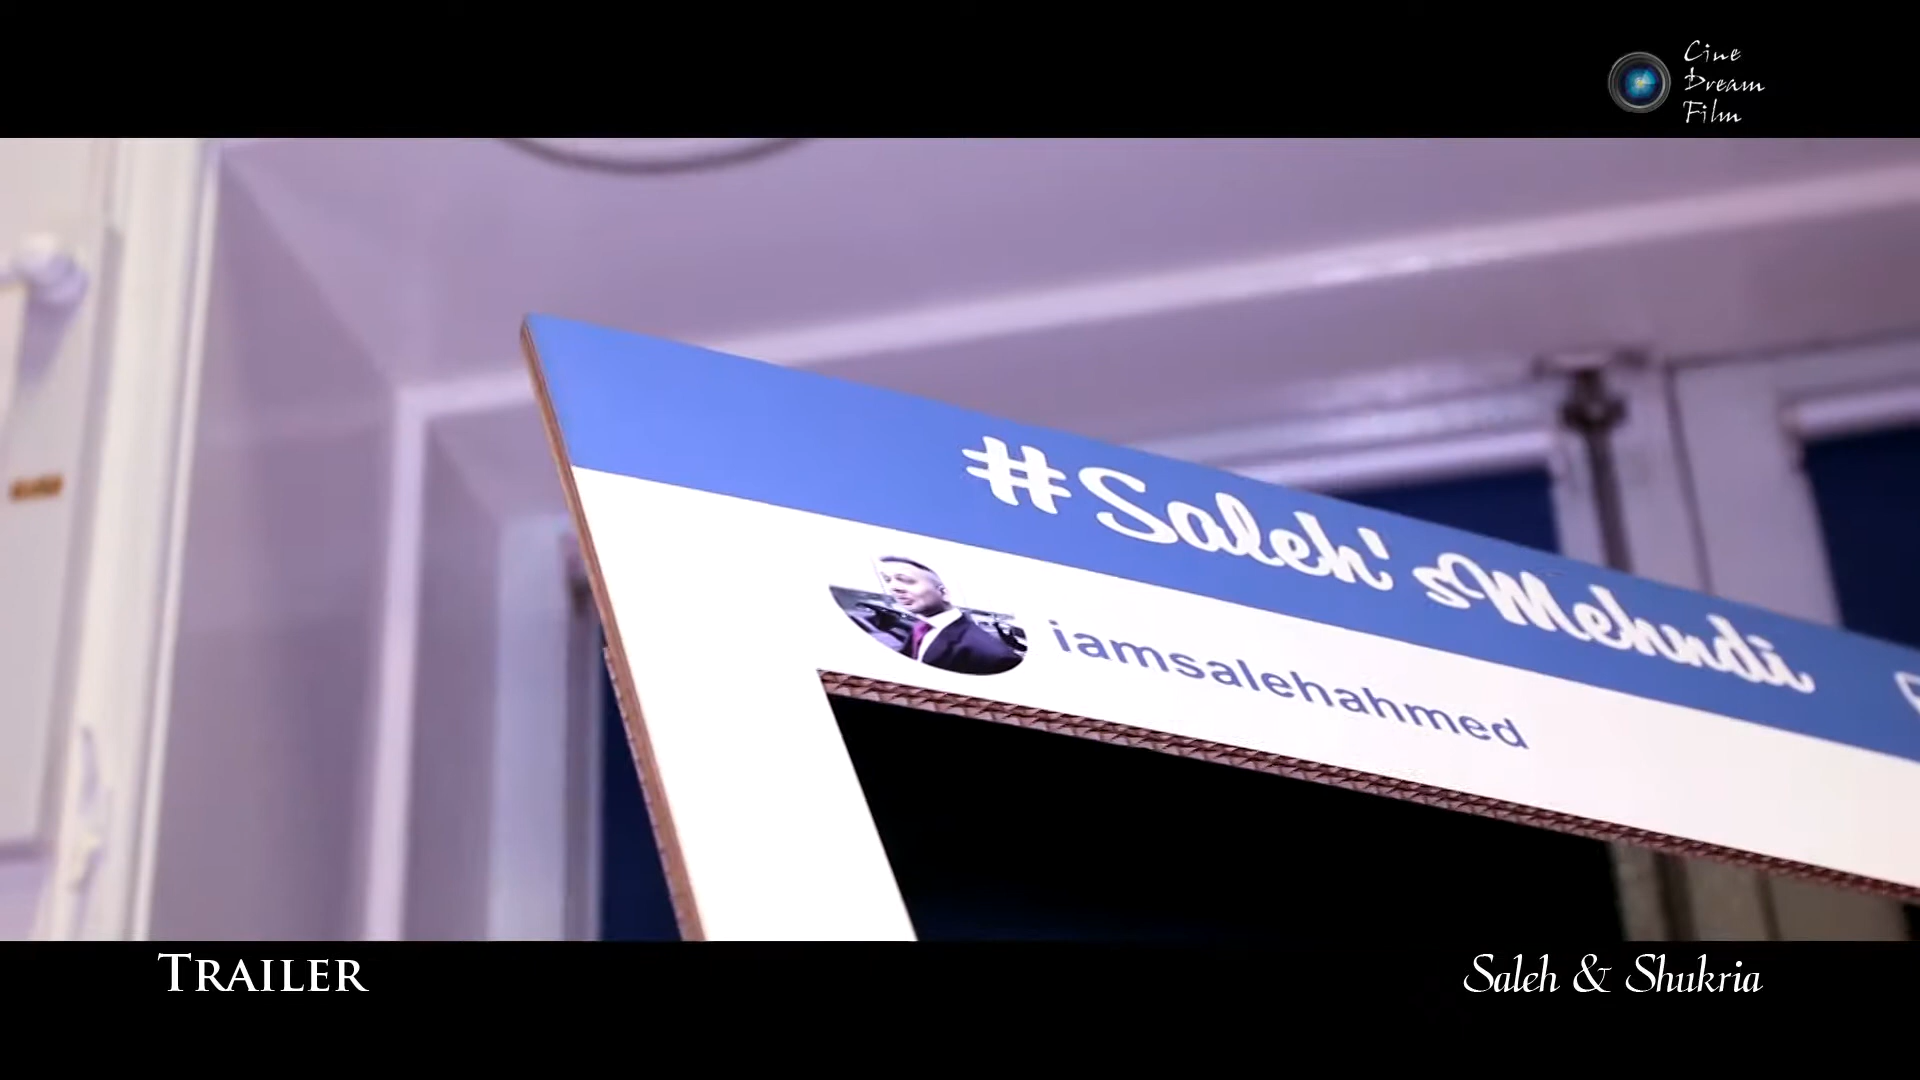 Cine
Dream
Film
#Saleh'sMehndi
iamsalehahmed
TRAILER
Saleh & Shukria